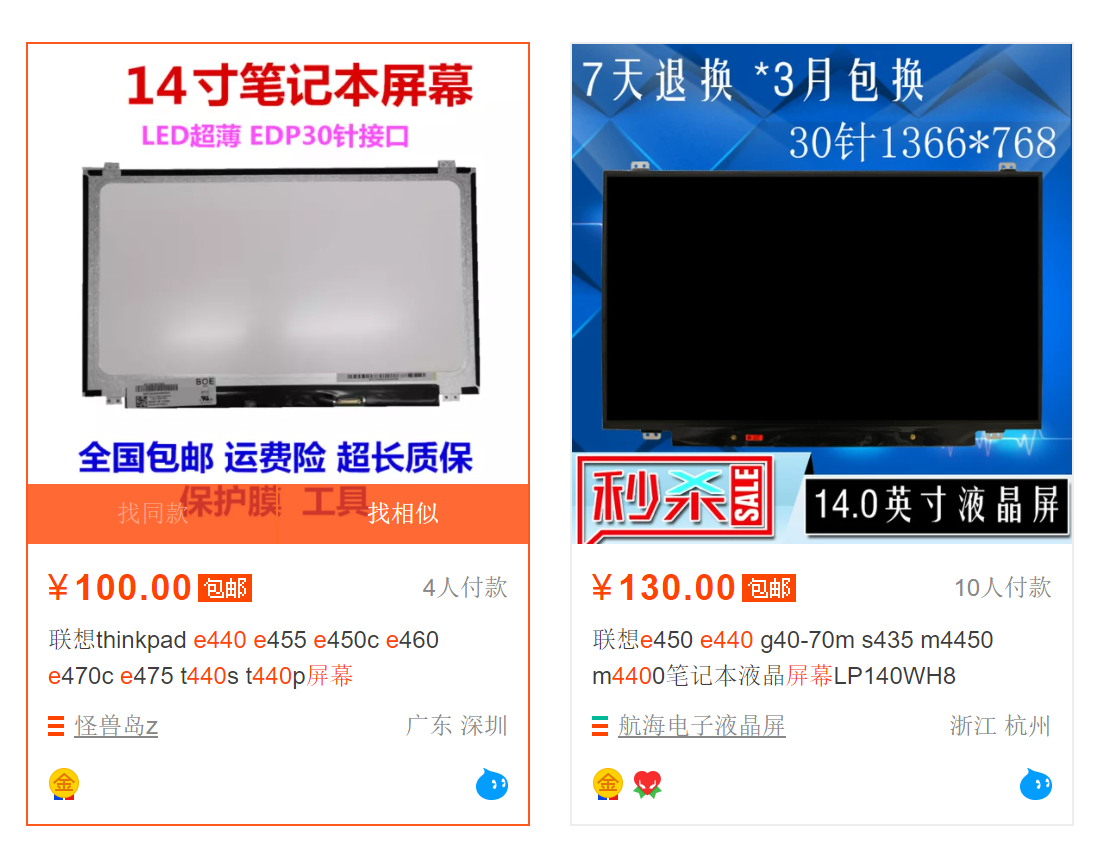 14寸笔记本屏幕
LED超薄 EDP30针接口
BOE
全国包邮 运费险 超长质保
保护膜 工具
找同款 找相似
¥100.00 包邮 4人付款
联想thinkpad e440 e455 e450c e460
e470c e475 t440s t440p屏幕
怪兽岛z 广东 深圳
金
7天退换 *3月包换
30针1366*768
秒杀 SALE
14.0英寸液晶屏
¥130.00 包邮 10人付款
联想e450 e440 g40-70m s435 m4450
m4400笔记本液晶屏幕LP140WH8
航海电子液晶屏 浙江 杭州
金